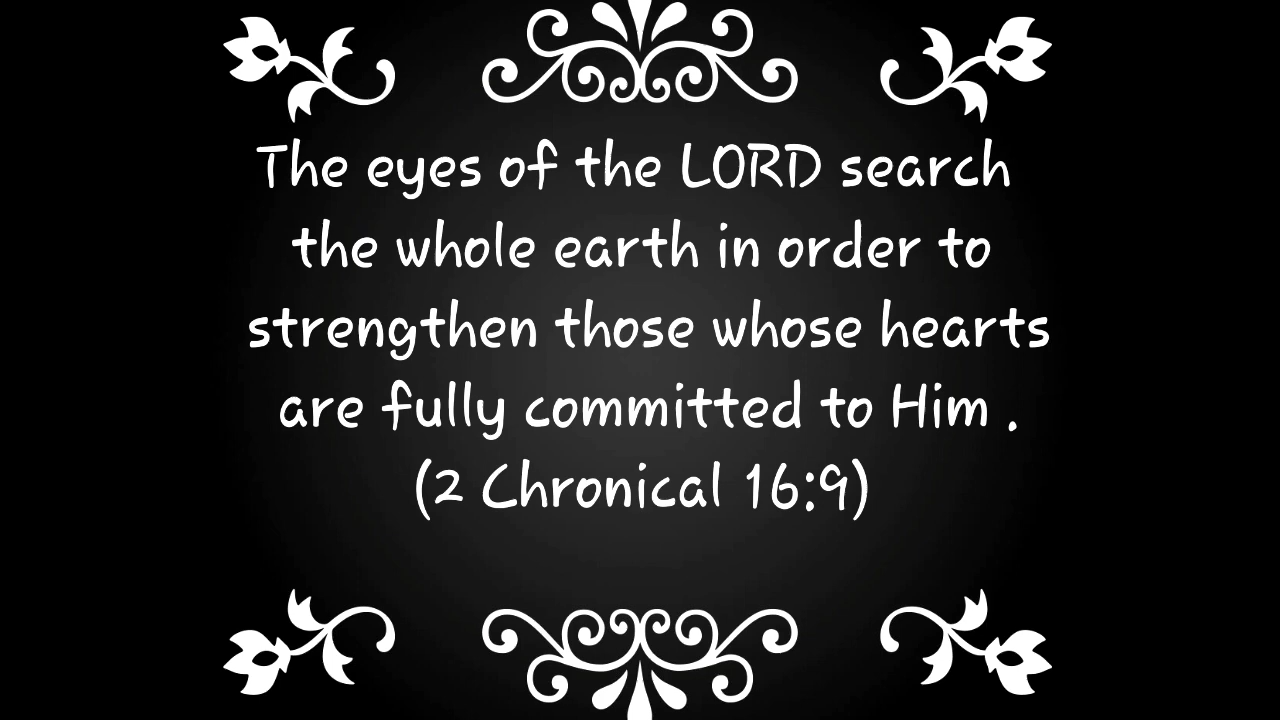 The eyes of the LORD search
the whole earth in order to
strengthen those whose hearts
are fully committed to Him .
(2 Chronical 16:9)